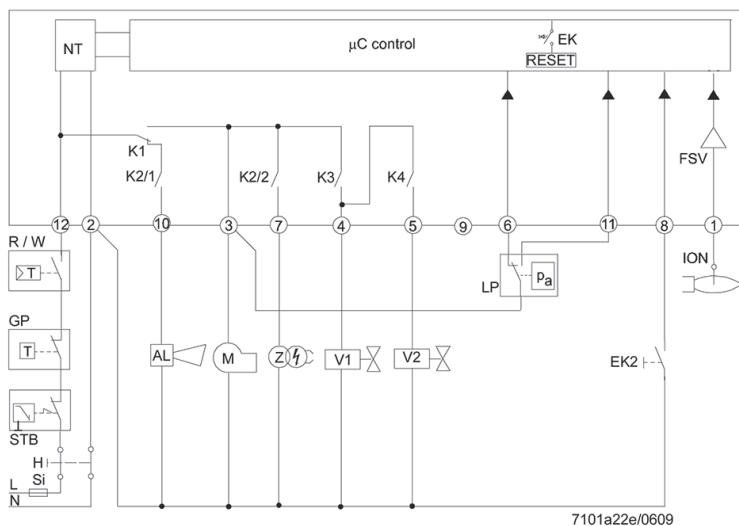 NT
µC control
EK
RESET
FSV
K1
K2/1
K2/2
K3
K4
12
2
10
3
7
4
5
9
6
11
8
1
R / W
T
ION
LP
pa
GP
T
AL
M
Z
V1
V2
EK2
STB
H
Si
L
N
7101a22e/0609